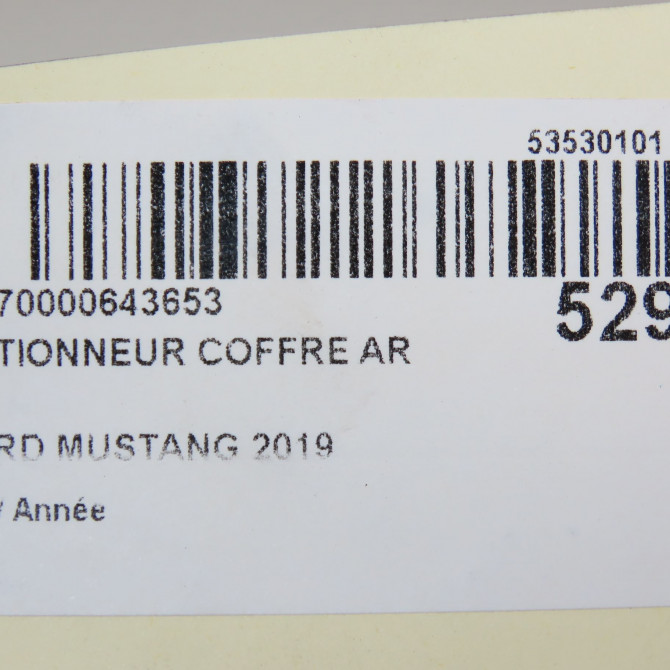 53530101
70000643653
529
TIONNEUR COFFRE AR
RD MUSTANG 2019
/ Année